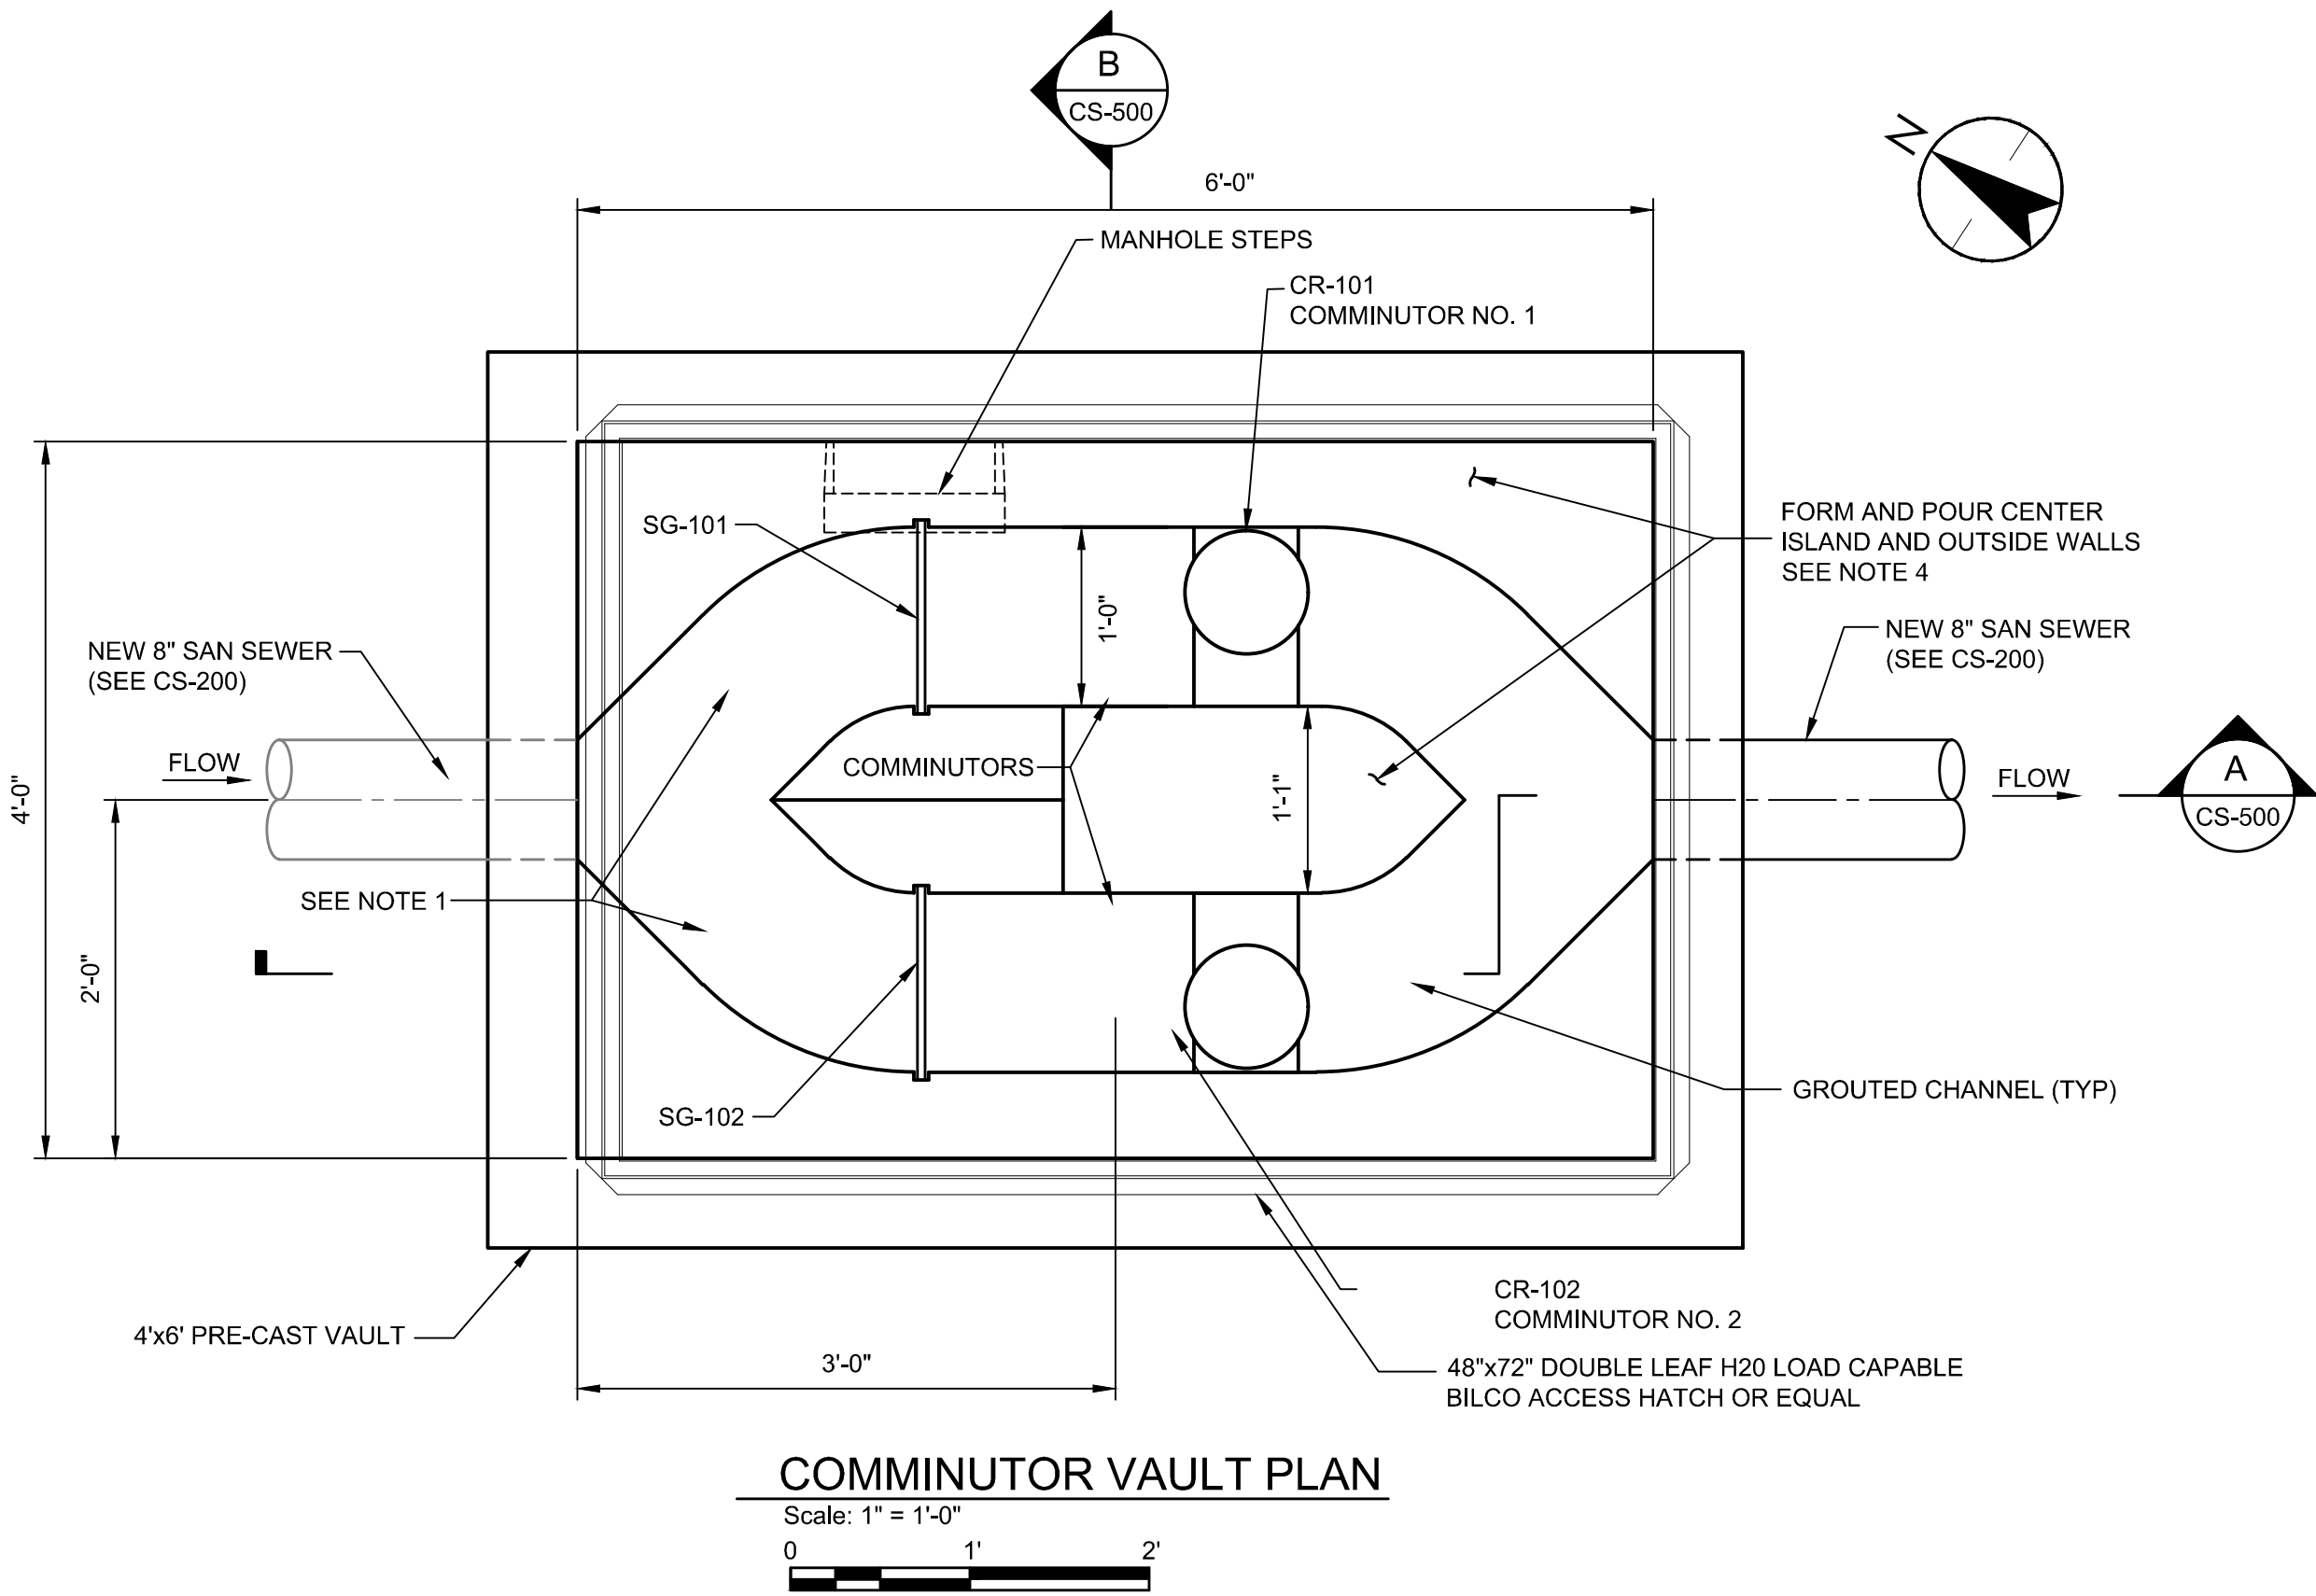 B
CS-500
N
6'-0"
MANHOLE STEPS
CR-101
COMMINUTOR NO. 1
SG-101
FORM AND POUR CENTER
ISLAND AND OUTSIDE WALLS
SEE NOTE 4
1'-0"
NEW 8" SAN SEWER
(SEE CS-200)
NEW 8" SAN SEWER
(SEE CS-200)
FLOW
COMMINUTORS
1'-1"
FLOW
A
CS-500
4'-0"
SEE NOTE 1
2'-0"
SG-102
GROUTED CHANNEL (TYP)
CR-102
COMMINUTOR NO. 2
4'x6' PRE-CAST VAULT
3'-0"
48"x72" DOUBLE LEAF H20 LOAD CAPABLE
BILCO ACCESS HATCH OR EQUAL
COMMINUTOR VAULT PLAN
Scale: 1" = 1'-0"
0 1' 2'